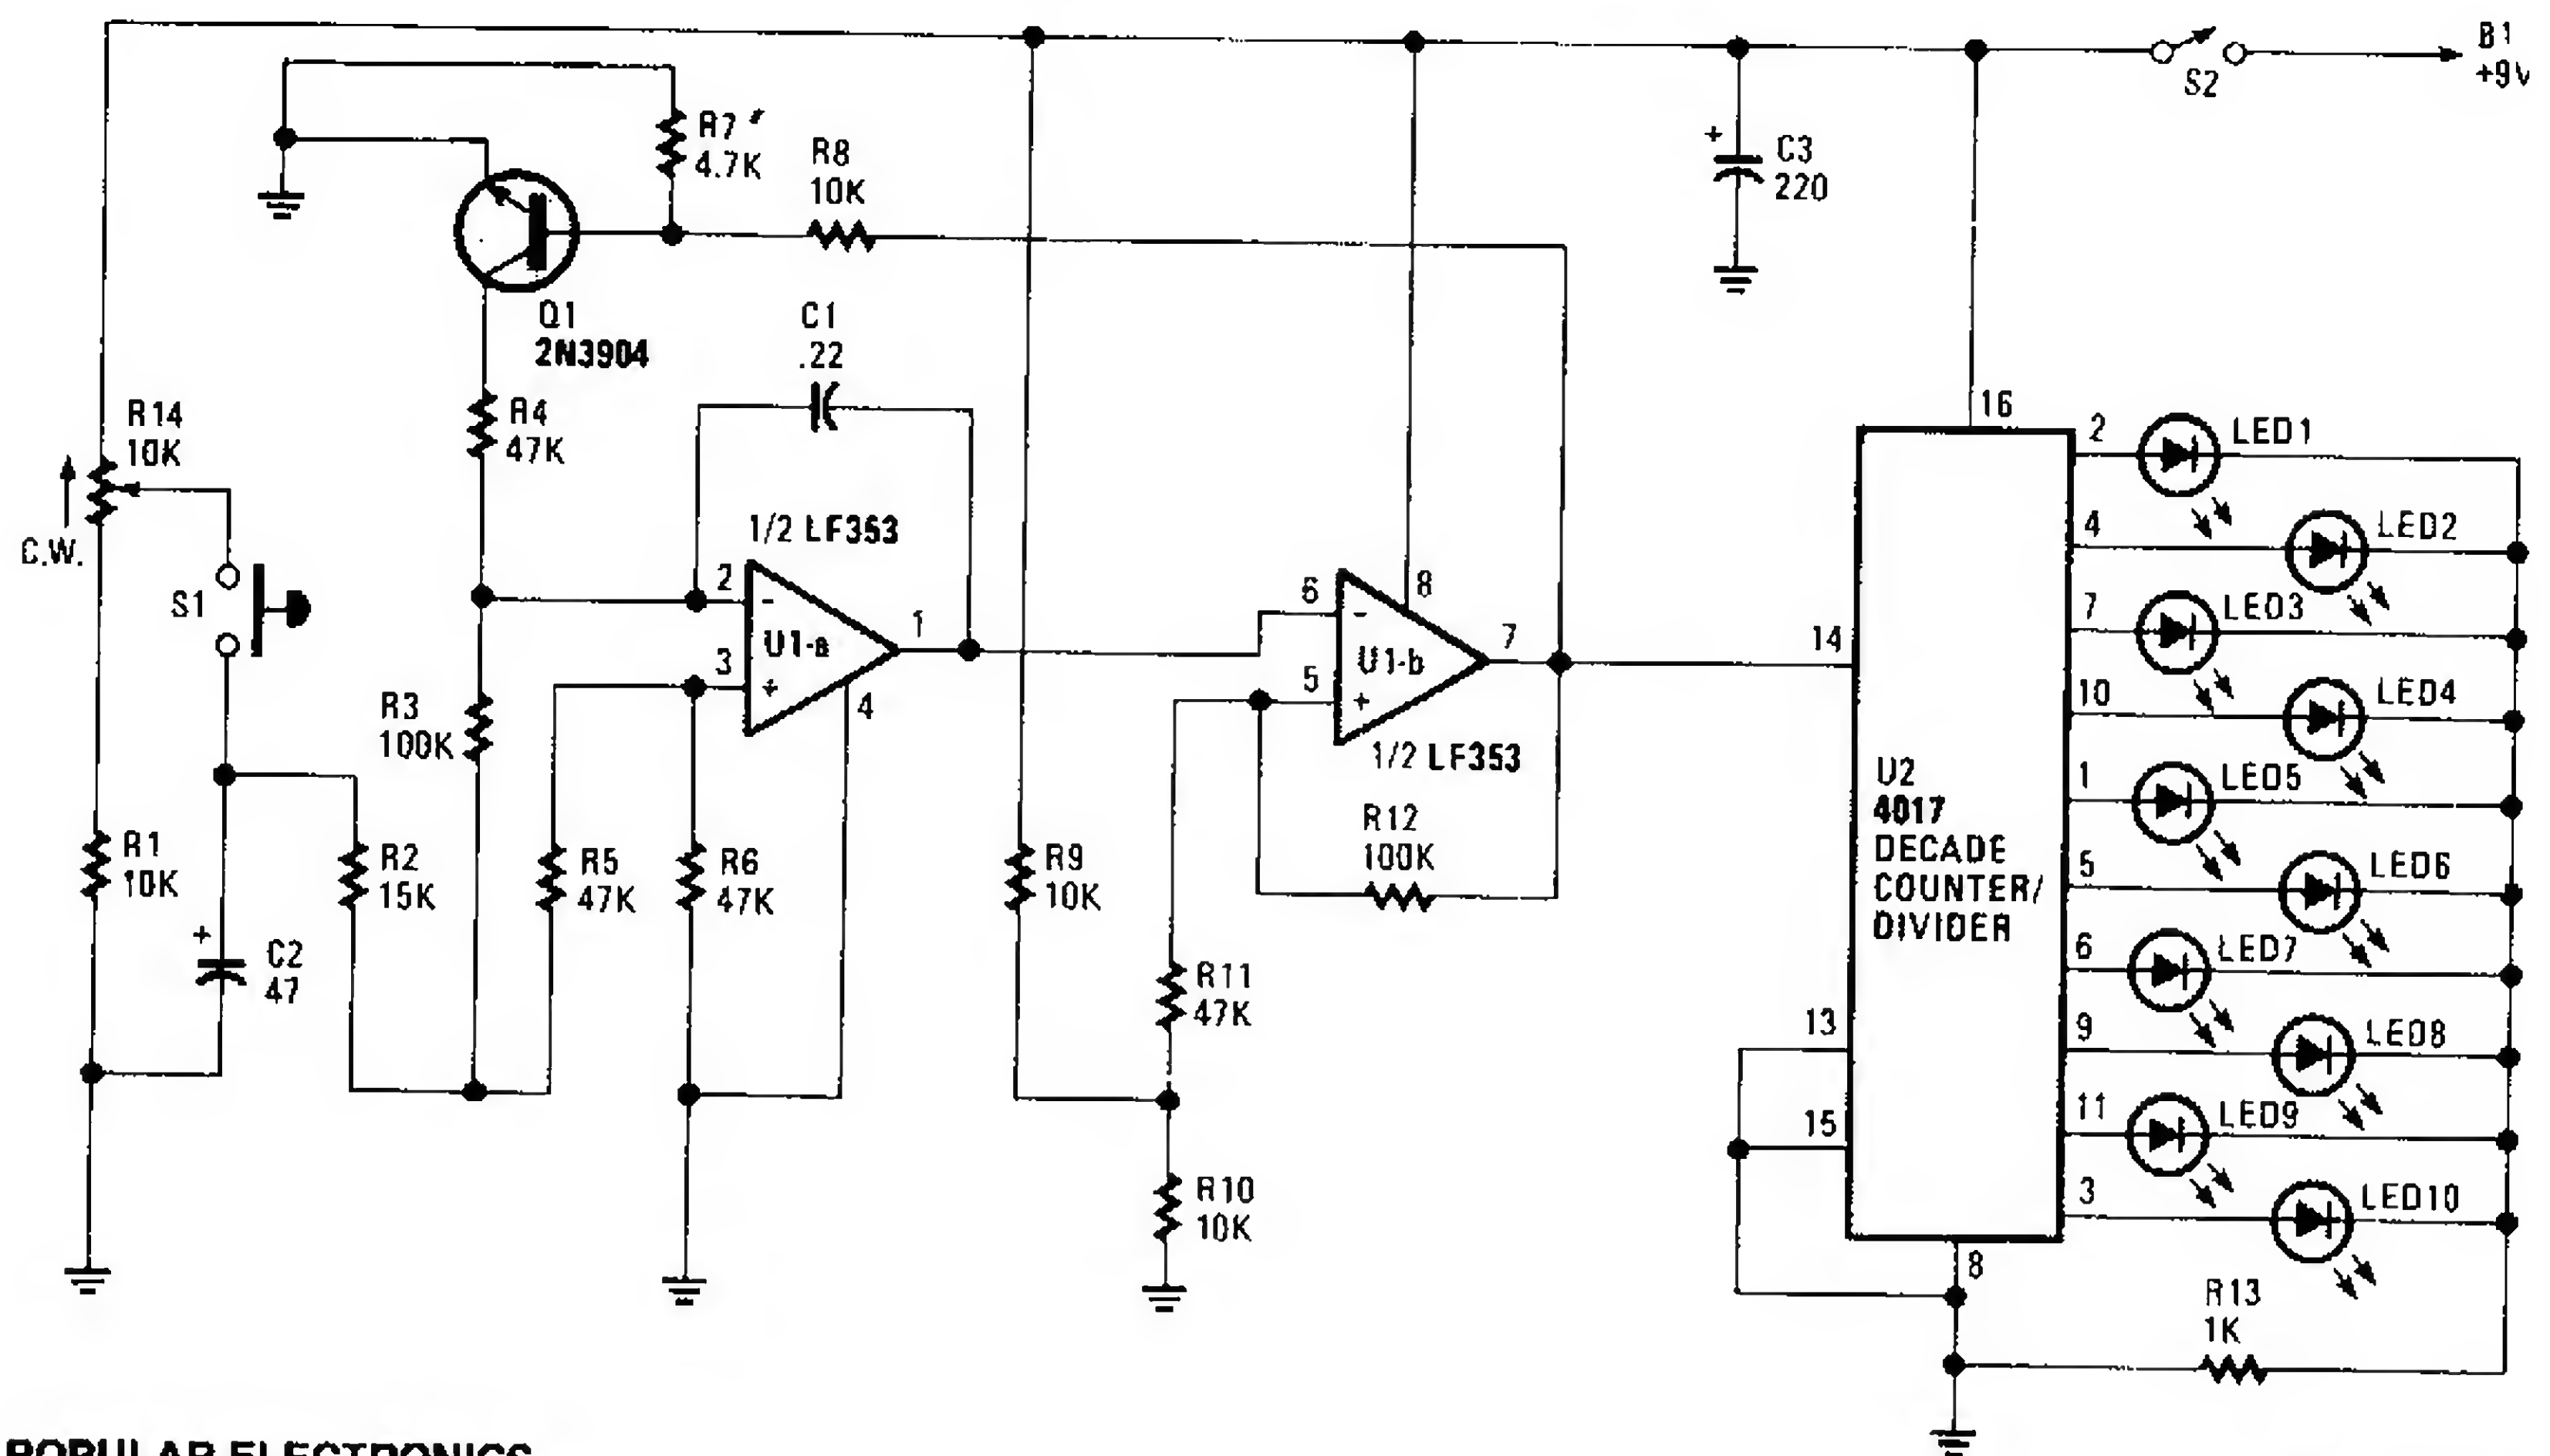 B1
+9V
S2
R7*
4.7K
R8
10K
+
C3
220
Q1
2N3904
C1
.22
R14
10K
C.W.
R4
47K
1/2 LF353
S1
2
-
U1-a
3
+
1
4
R3
100K
6
-
8
U1-b
5
+
7
1/2 LF353
14
16
U2
4017
DECADE
COUNTER/
DIVIDER
13
15
8
2
LED1
4
LED2
7
LED3
10
LED4
1
LED5
5
LED6
6
LED7
9
LED8
11
LED9
3
LED10
R1
10K
+
C2
47
R2
15K
R5
47K
R6
47K
R9
10K
R12
100K
R11
47K
R10
10K
R13
1K
POPULAR ELECTRONICS